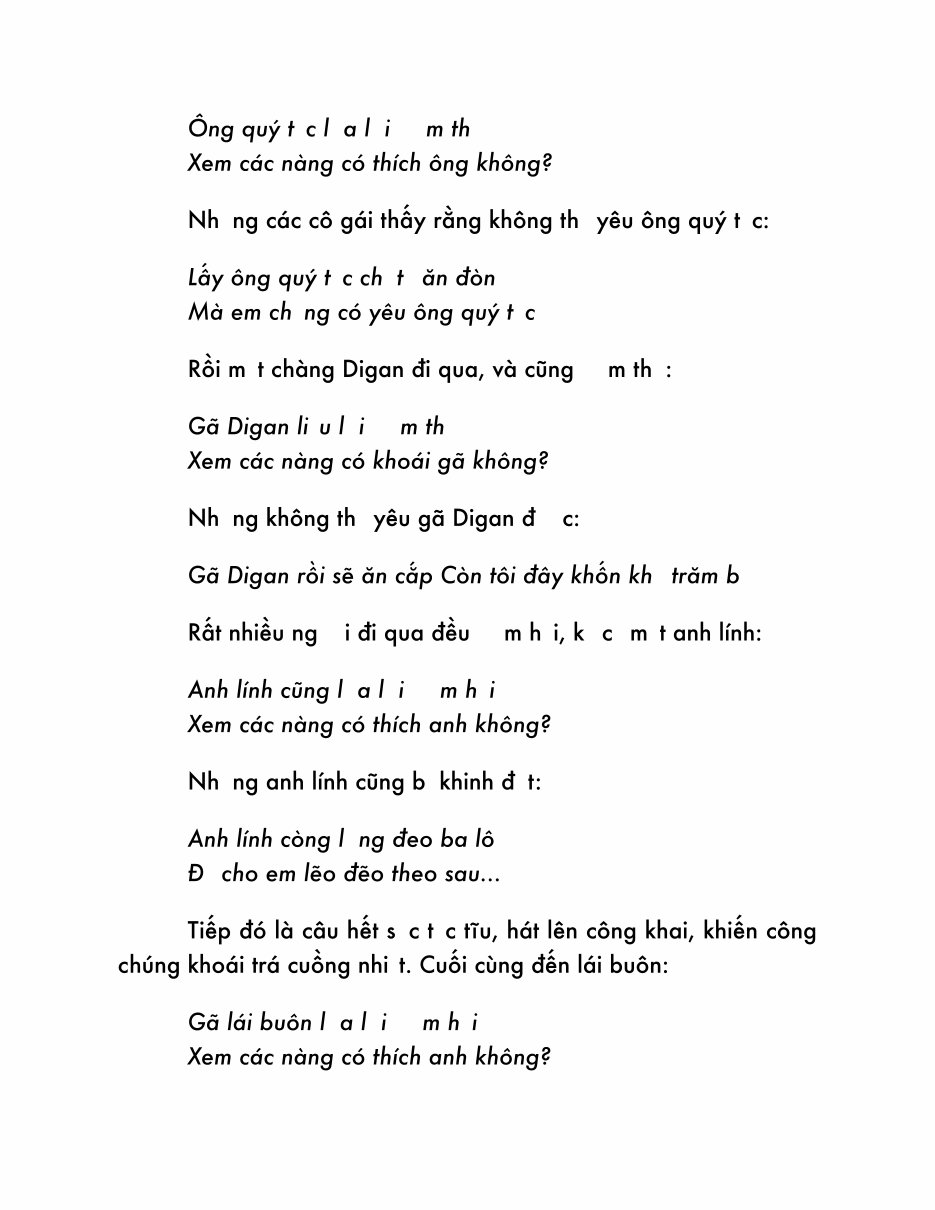 Ông quý t c l a l i m th
Xem các nàng có thích ông không?
Nh ng các cô gái thấy rằng không th yêu ông quý t c:
Lấy ông quý t c ch t ăn đòn
Mà em ch ng có yêu ông quý t c
Rồi m t chàng Digan đi qua, và cũng m th :
Gã Digan li u l i m th
Xem các nàng có khoái gã không?
Nh ng không th yêu gã Digan đ c:
Gã Digan rồi sẽ ăn cắp Còn tôi đây khốn kh trăm b
Rất nhiều ng i đi qua đều m h i, k c m t anh lính:
Anh lính cũng l a l i m h i
Xem các nàng có thích anh không?
Nh ng anh lính cũng b khinh đ t:
Anh lính còng l ng đeo ba lô
Đ cho em lẽo đẽo theo sau...
Tiếp đó là câu hết s c t c tĩu, hát lên công khai, khiến công
chúng khoái trá cuồng nhi t. Cuối cùng đến lái buôn:
Gã lái buôn l a l i m h i
Xem các nàng có thích anh không?